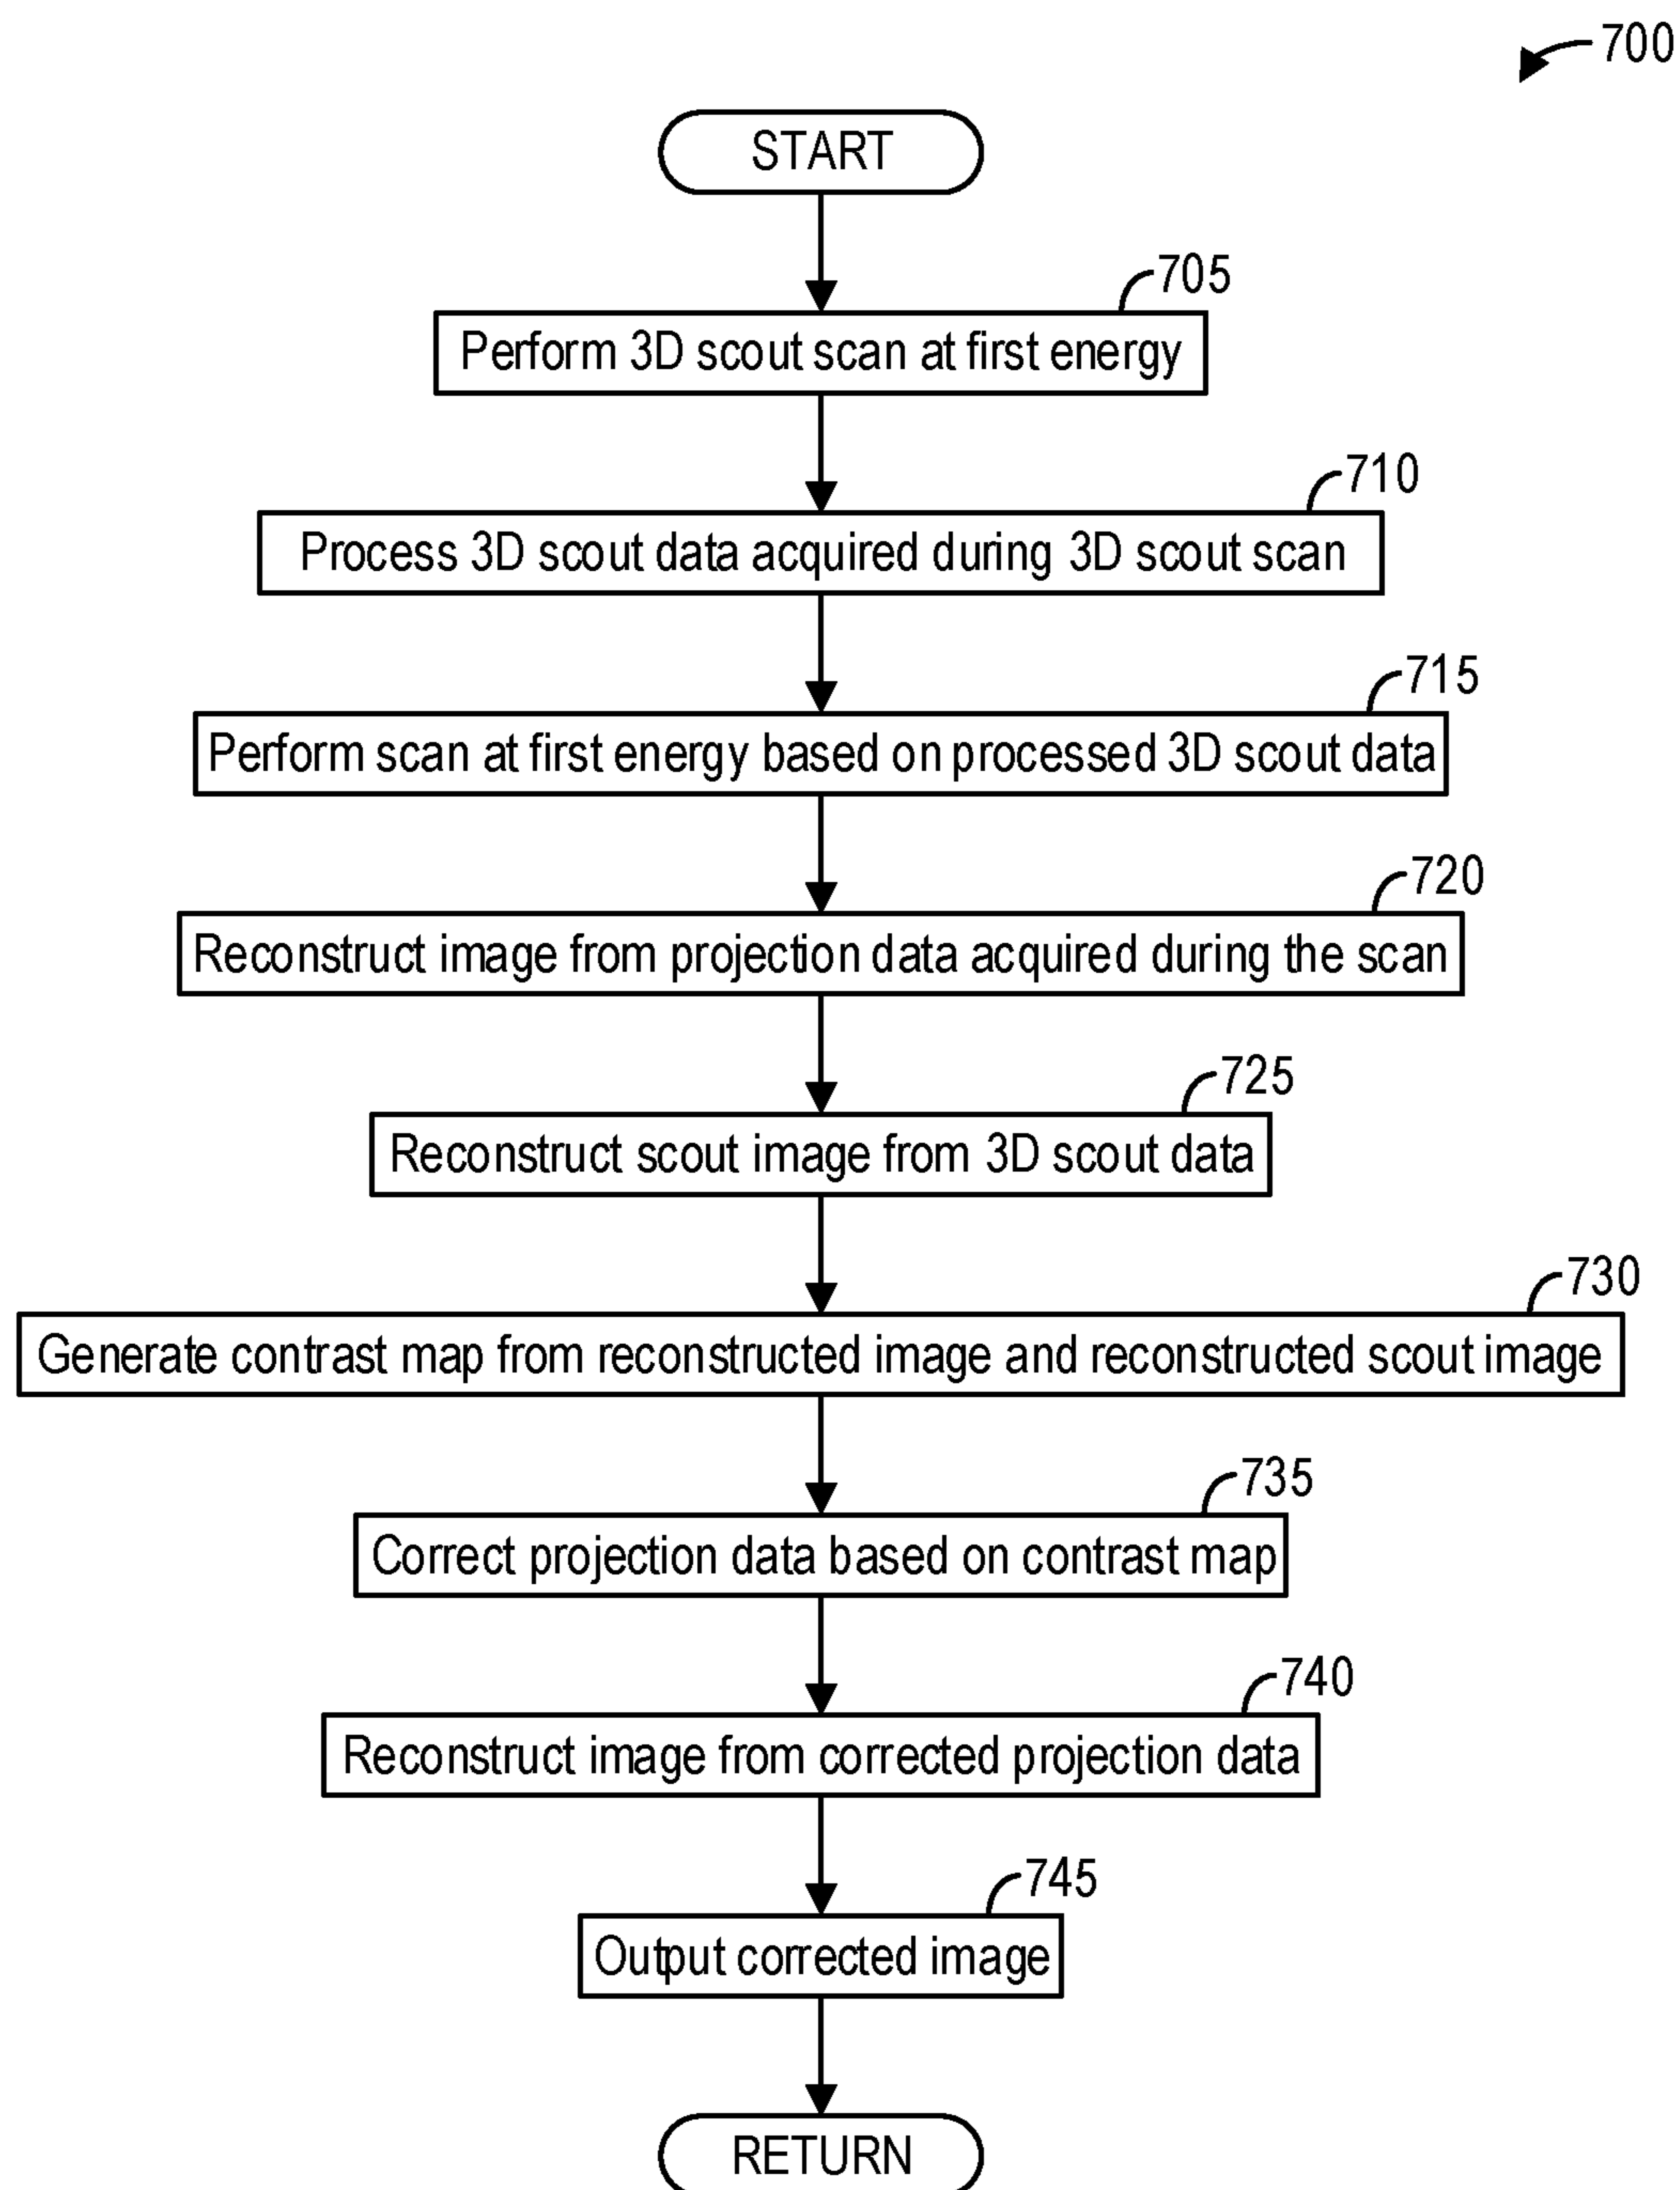 700
START
705
Perform 3D scout scan at first energy
710
Process 3D scout data acquired during 3D scout scan
715
Perform scan at first energy based on processed 3D scout data
720
Reconstruct image from projection data acquired during the scan
725
Reconstruct scout image from 3D scout data
730
Generate contrast map from reconstructed image and reconstructed scout image
735
Correct projection data based on contrast map
740
Reconstruct image from corrected projection data
745
Output corrected image
RETURN